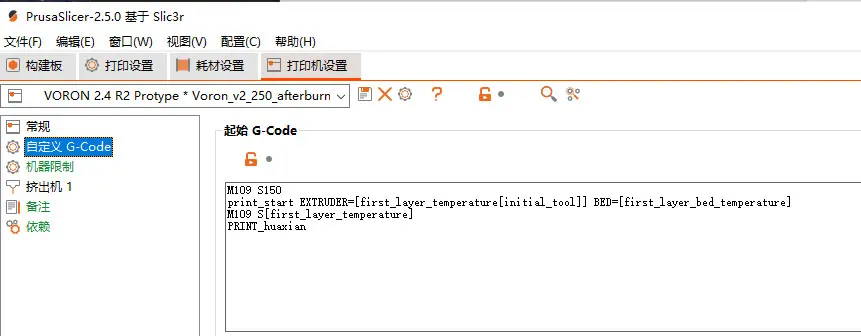 PrusaSlicer-2.5.0 基于 Slic3r
文件(F) 编辑(E) 窗口(W) 视图(V) 配置(C) 帮助(H)
构建板 打印设置 耗材设置 打印机设置
VORON 2.4 R2 Protype * Voron_v2_250_afterburn
常规
自定义 G-Code
机器限制
挤出机 1
备注
依赖
起始 G-Code
M109 S150
print_start EXTRUDER=[first_layer_temperature[initial_tool]] BED=[first_layer_bed_temperature]
M109 S[first_layer_temperature]
PRINT_huaxian